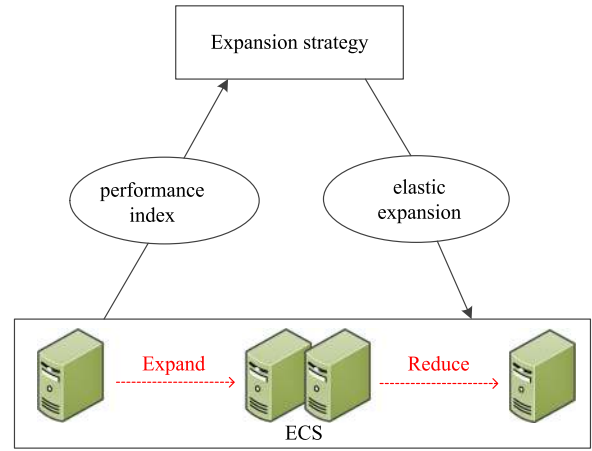 Expansion strategy
performance
index
elastic
expansion
Expand
Reduce
ECS